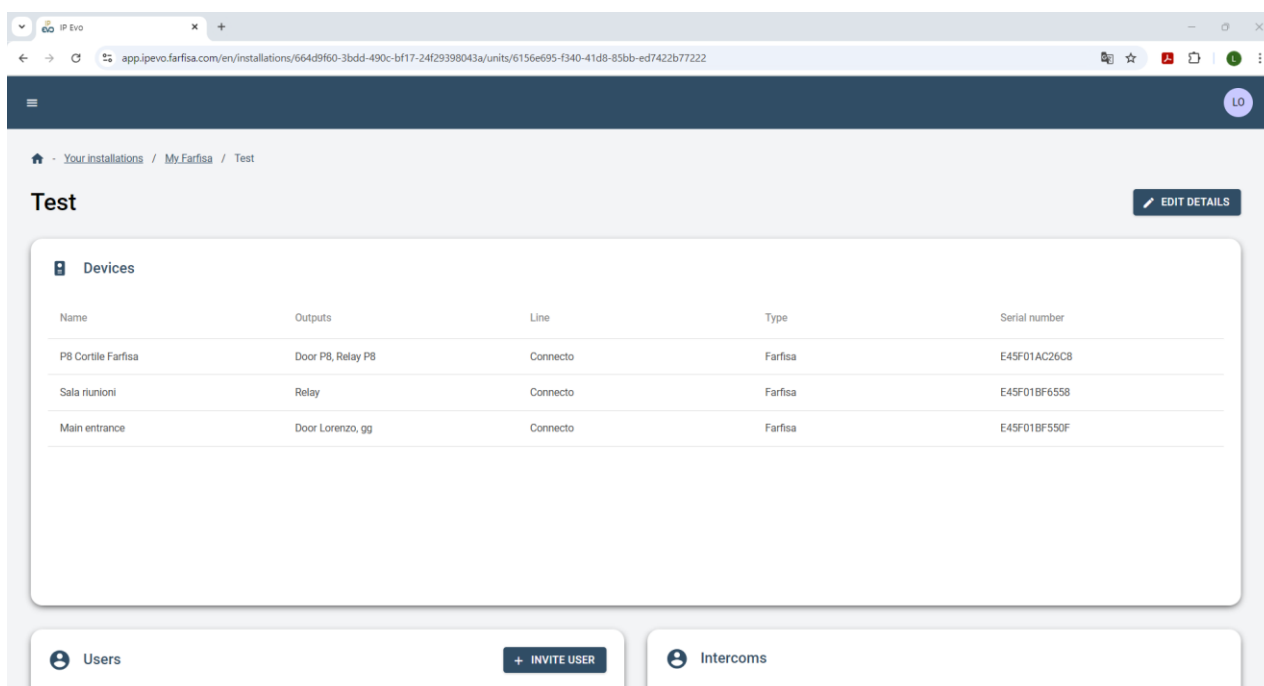 IP Evo
app.ipevo.farfisa.com/en/installations/664d9f60-3bdd-490c-bf17-24f29398043a/units/6156e695-f340-41d8-85bb-ed7422b77222
L
LO
- Your installations / My Farfisa / Test
Test
EDIT DETAILS
Devices
Name Outputs Line Type Serial number
P8 Cortile Farfisa Door P8, Relay P8 Connecto Farfisa E45F01AC26C8
Sala riunioni Relay Connecto Farfisa E45F01BF6558
Main entrance Door Lorenzo, gg Connecto Farfisa E45F01BF550F
Users + INVITE USER Intercoms